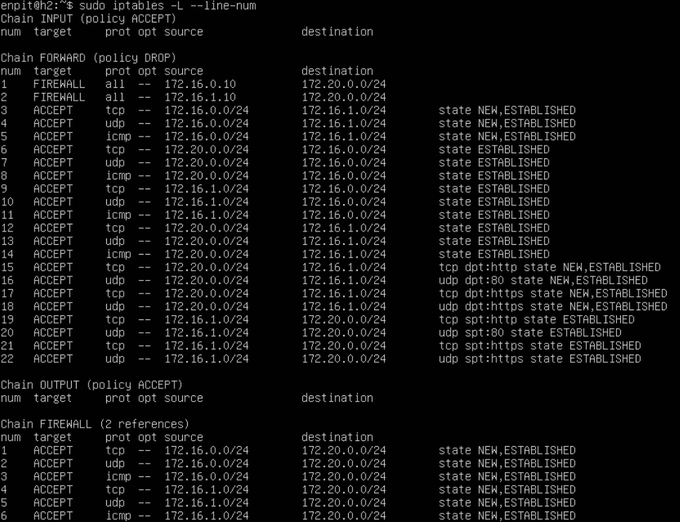 enpit@h2:~$ sudo iptables -L --line-num
Chain INPUT (policy ACCEPT)
num target prot opt source destination
Chain FORWARD (policy DROP)
num target prot opt source destination
1 FIREWALL all -- 172.16.0.10 172.20.0.0/24
2 FIREWALL all -- 172.16.1.10 172.20.0.0/24
3 ACCEPT tcp -- 172.16.0.0/24 172.16.1.0/24 state NEW,ESTABLISHED
4 ACCEPT udp -- 172.16.0.0/24 172.16.1.0/24 state NEW,ESTABLISHED
5 ACCEPT icmp -- 172.16.0.0/24 172.16.1.0/24 state NEW,ESTABLISHED
6 ACCEPT tcp -- 172.20.0.0/24 172.16.0.0/24 state ESTABLISHED
7 ACCEPT udp -- 172.20.0.0/24 172.16.0.0/24 state ESTABLISHED
8 ACCEPT icmp -- 172.20.0.0/24 172.16.0.0/24 state ESTABLISHED
9 ACCEPT tcp -- 172.16.1.0/24 172.16.0.0/24 state ESTABLISHED
10 ACCEPT udp -- 172.16.1.0/24 172.16.0.0/24 state ESTABLISHED
11 ACCEPT icmp -- 172.16.1.0/24 172.16.0.0/24 state ESTABLISHED
12 ACCEPT tcp -- 172.20.0.0/24 172.16.1.0/24 state ESTABLISHED
13 ACCEPT udp -- 172.20.0.0/24 172.16.1.0/24 state ESTABLISHED
14 ACCEPT icmp -- 172.20.0.0/24 172.16.1.0/24 state ESTABLISHED
15 ACCEPT tcp -- 172.20.0.0/24 172.16.1.0/24 tcp dpt:http state NEW,ESTABLISHED
16 ACCEPT udp -- 172.20.0.0/24 172.16.1.0/24 udp dpt:80 state NEW,ESTABLISHED
17 ACCEPT tcp -- 172.20.0.0/24 172.16.1.0/24 tcp dpt:https state NEW,ESTABLISHED
18 ACCEPT udp -- 172.20.0.0/24 172.16.1.0/24 udp dpt:https state NEW,ESTABLISHED
19 ACCEPT tcp -- 172.16.1.0/24 172.20.0.0/24 tcp spt:http state ESTABLISHED
20 ACCEPT udp -- 172.16.1.0/24 172.20.0.0/24 udp spt:80 state ESTABLISHED
21 ACCEPT tcp -- 172.16.1.0/24 172.20.0.0/24 tcp spt:https state ESTABLISHED
22 ACCEPT udp -- 172.16.1.0/24 172.20.0.0/24 udp spt:https state ESTABLISHED
Chain OUTPUT (policy ACCEPT)
num target prot opt source destination
Chain FIREWALL (2 references)
num target prot opt source destination
1 ACCEPT tcp -- 172.16.0.0/24 172.20.0.0/24 state NEW,ESTABLISHED
2 ACCEPT udp -- 172.16.0.0/24 172.20.0.0/24 state NEW,ESTABLISHED
3 ACCEPT icmp -- 172.16.0.0/24 172.20.0.0/24 state NEW,ESTABLISHED
4 ACCEPT tcp -- 172.16.1.0/24 172.20.0.0/24 state NEW,ESTABLISHED
5 ACCEPT udp -- 172.16.1.0/24 172.20.0.0/24 state NEW,ESTABLISHED
6 ACCEPT icmp -- 172.16.1.0/24 172.20.0.0/24 state NEW,ESTABLISHED